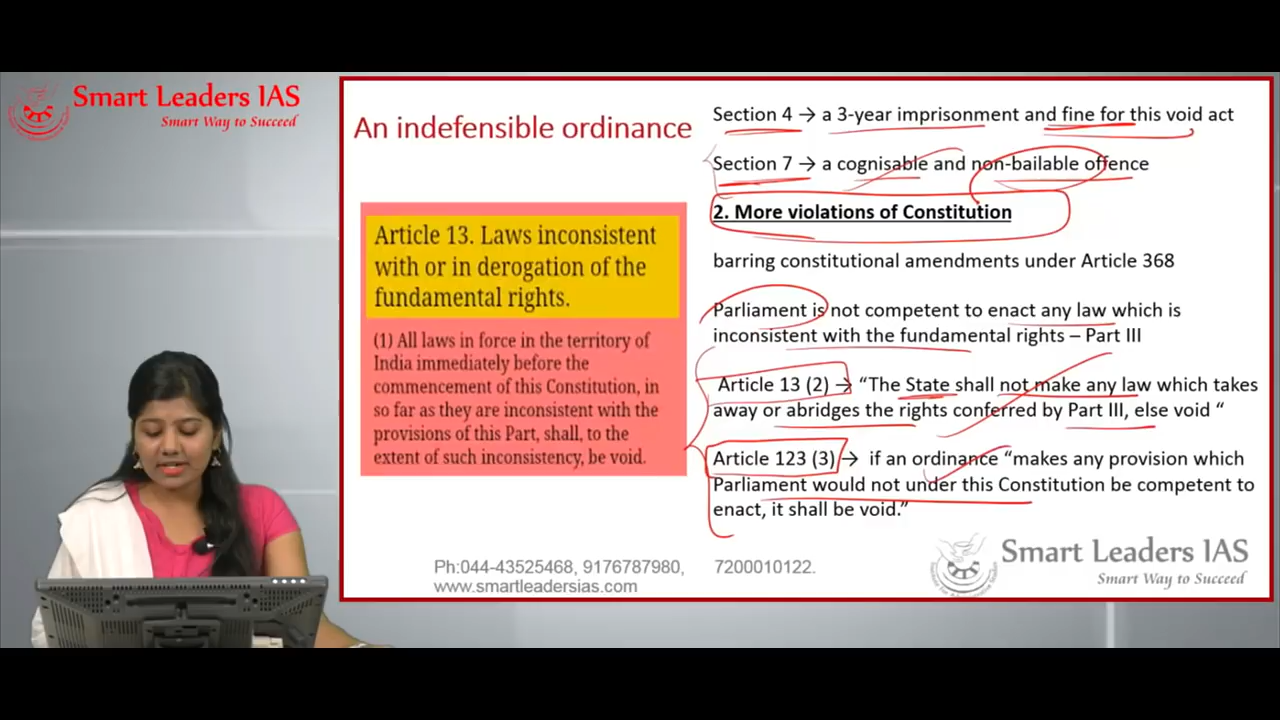 Smart Leaders IAS
Smart Way to Succeed
An indefensible ordinance
Article 13. Laws inconsistent
with or in derogation of the
fundamental rights.
(1) All laws in force in the territory of
India immediately before the
commencement of this Constitution, in
so far as they are inconsistent with the
provisions of this Part, shall, to the
extent of such inconsistency, be void.
Section 4 → a 3-year imprisonment and fine for this void act
Section 7 → a cognisable and non-bailable offence
2. More violations of Constitution
barring constitutional amendments under Article 368
Parliament is not competent to enact any law which is
inconsistent with the fundamental rights – Part III
Article 13 (2) → “The State shall not make any law which takes
away or abridges the rights conferred by Part III, else void “
Article 123 (3) → if an ordinance “makes any provision which
Parliament would not under this Constitution be competent to
enact, it shall be void.”
Ph:044-43525468, 9176787980, 7200010122.
www.smartleadersias.com
Smart Leaders IAS
Smart Way to Succeed